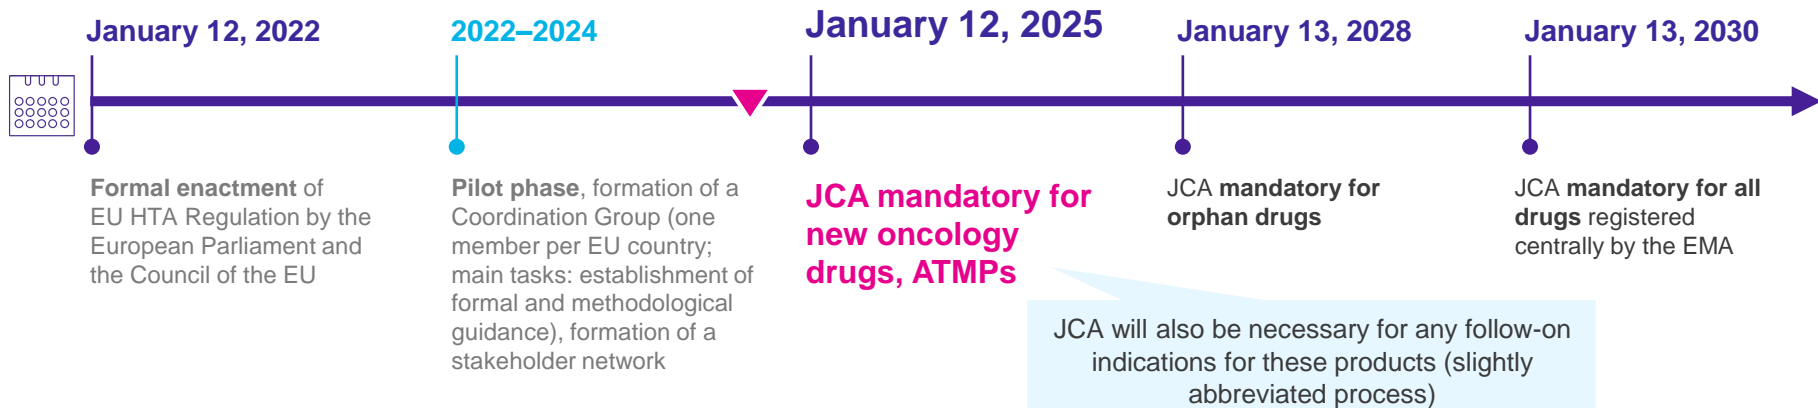 January 12, 2022
2022–2024
January 12, 2025
January 13, 2028
January 13, 2030
Formal enactment of
EU HTA Regulation by the
European Parliament and
the Council of the EU
Pilot phase, formation of a
Coordination Group (one
member per EU country;
main tasks: establishment of
formal and methodological
guidance), formation of a
stakeholder network
JCA mandatory for
new oncology
drugs, ATMPs
JCA mandatory for
orphan drugs
JCA mandatory for all
drugs registered
centrally by the EMA
JCA will also be necessary for any follow-on
indications for these products (slightly
abbreviated process)